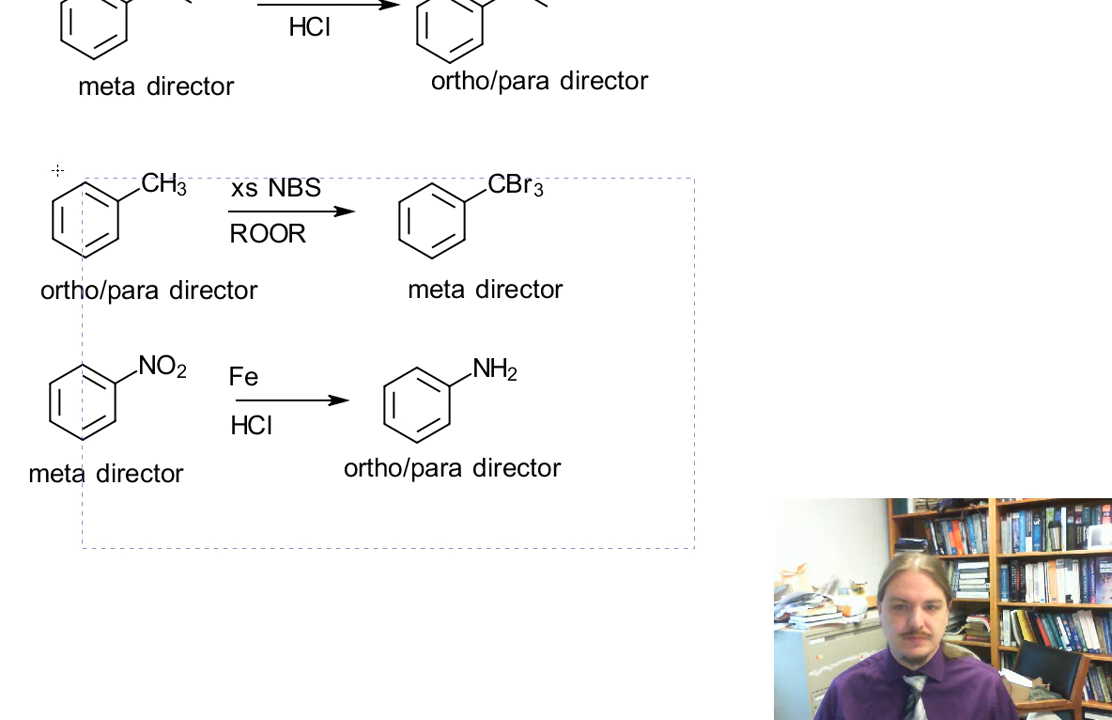 HCl
meta director
ortho/para director
CH3
xs NBS
ROOR
CBr3
ortho/para director
meta director
NO2
Fe
HCl
NH2
meta director
ortho/para director